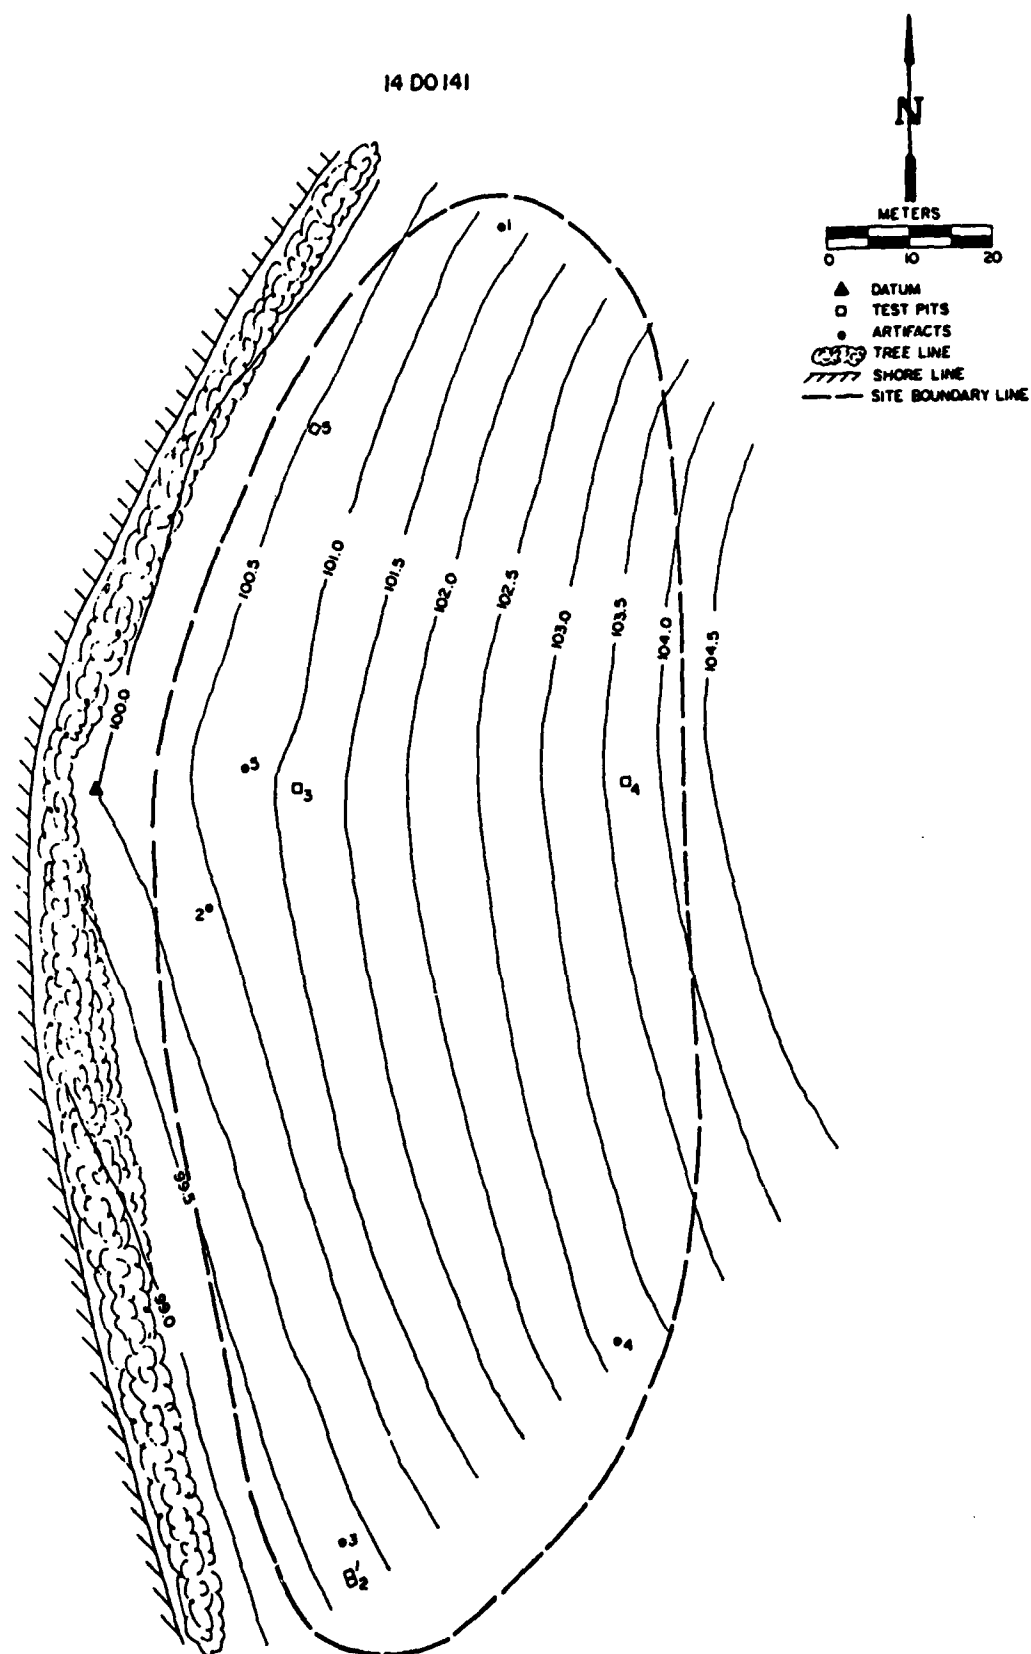 14 DO 141
N
METERS
0 10 20
DATUM
TEST PITS
ARTIFACTS
TREE LINE
SHORE LINE
SITE BOUNDARY LINE
1
5
100.5
101.0
101.5
102.0
102.5
103.0
103.5
104.0
104.5
100.0
5
3
4
2
99.5
99.0
4
3
1
2